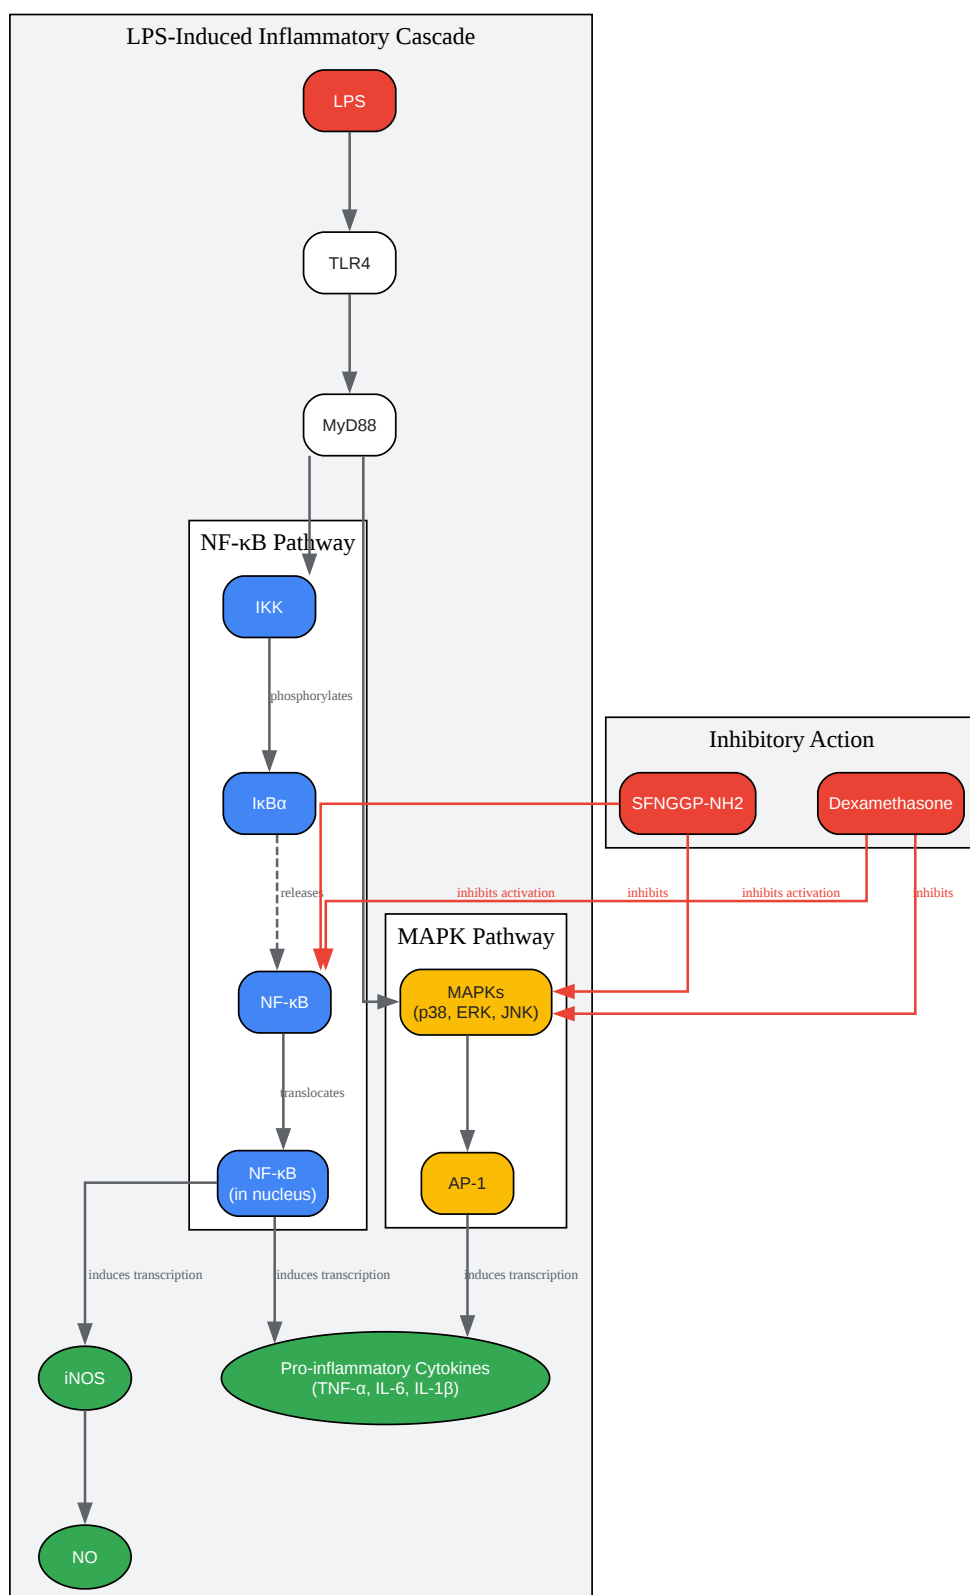 LPS-Induced Inflammatory Cascade
LPS
TLR4
MyD88
NF-κB Pathway
IKK
phosphorylates
Inhibitory Action
IκBα
SFNGGP-NH2
Dexamethasone
releases
inhibits activation
inhibits
inhibits activation
inhibits
MAPK Pathway
NF-κB
MAPKs
(p38, ERK, JNK)
translocates
NF-κB
(in nucleus)
AP-1
induces transcription
induces transcription
induces transcription
iNOS
Pro-inflammatory Cytokines
(TNF-α, IL-6, IL-1β)
NO